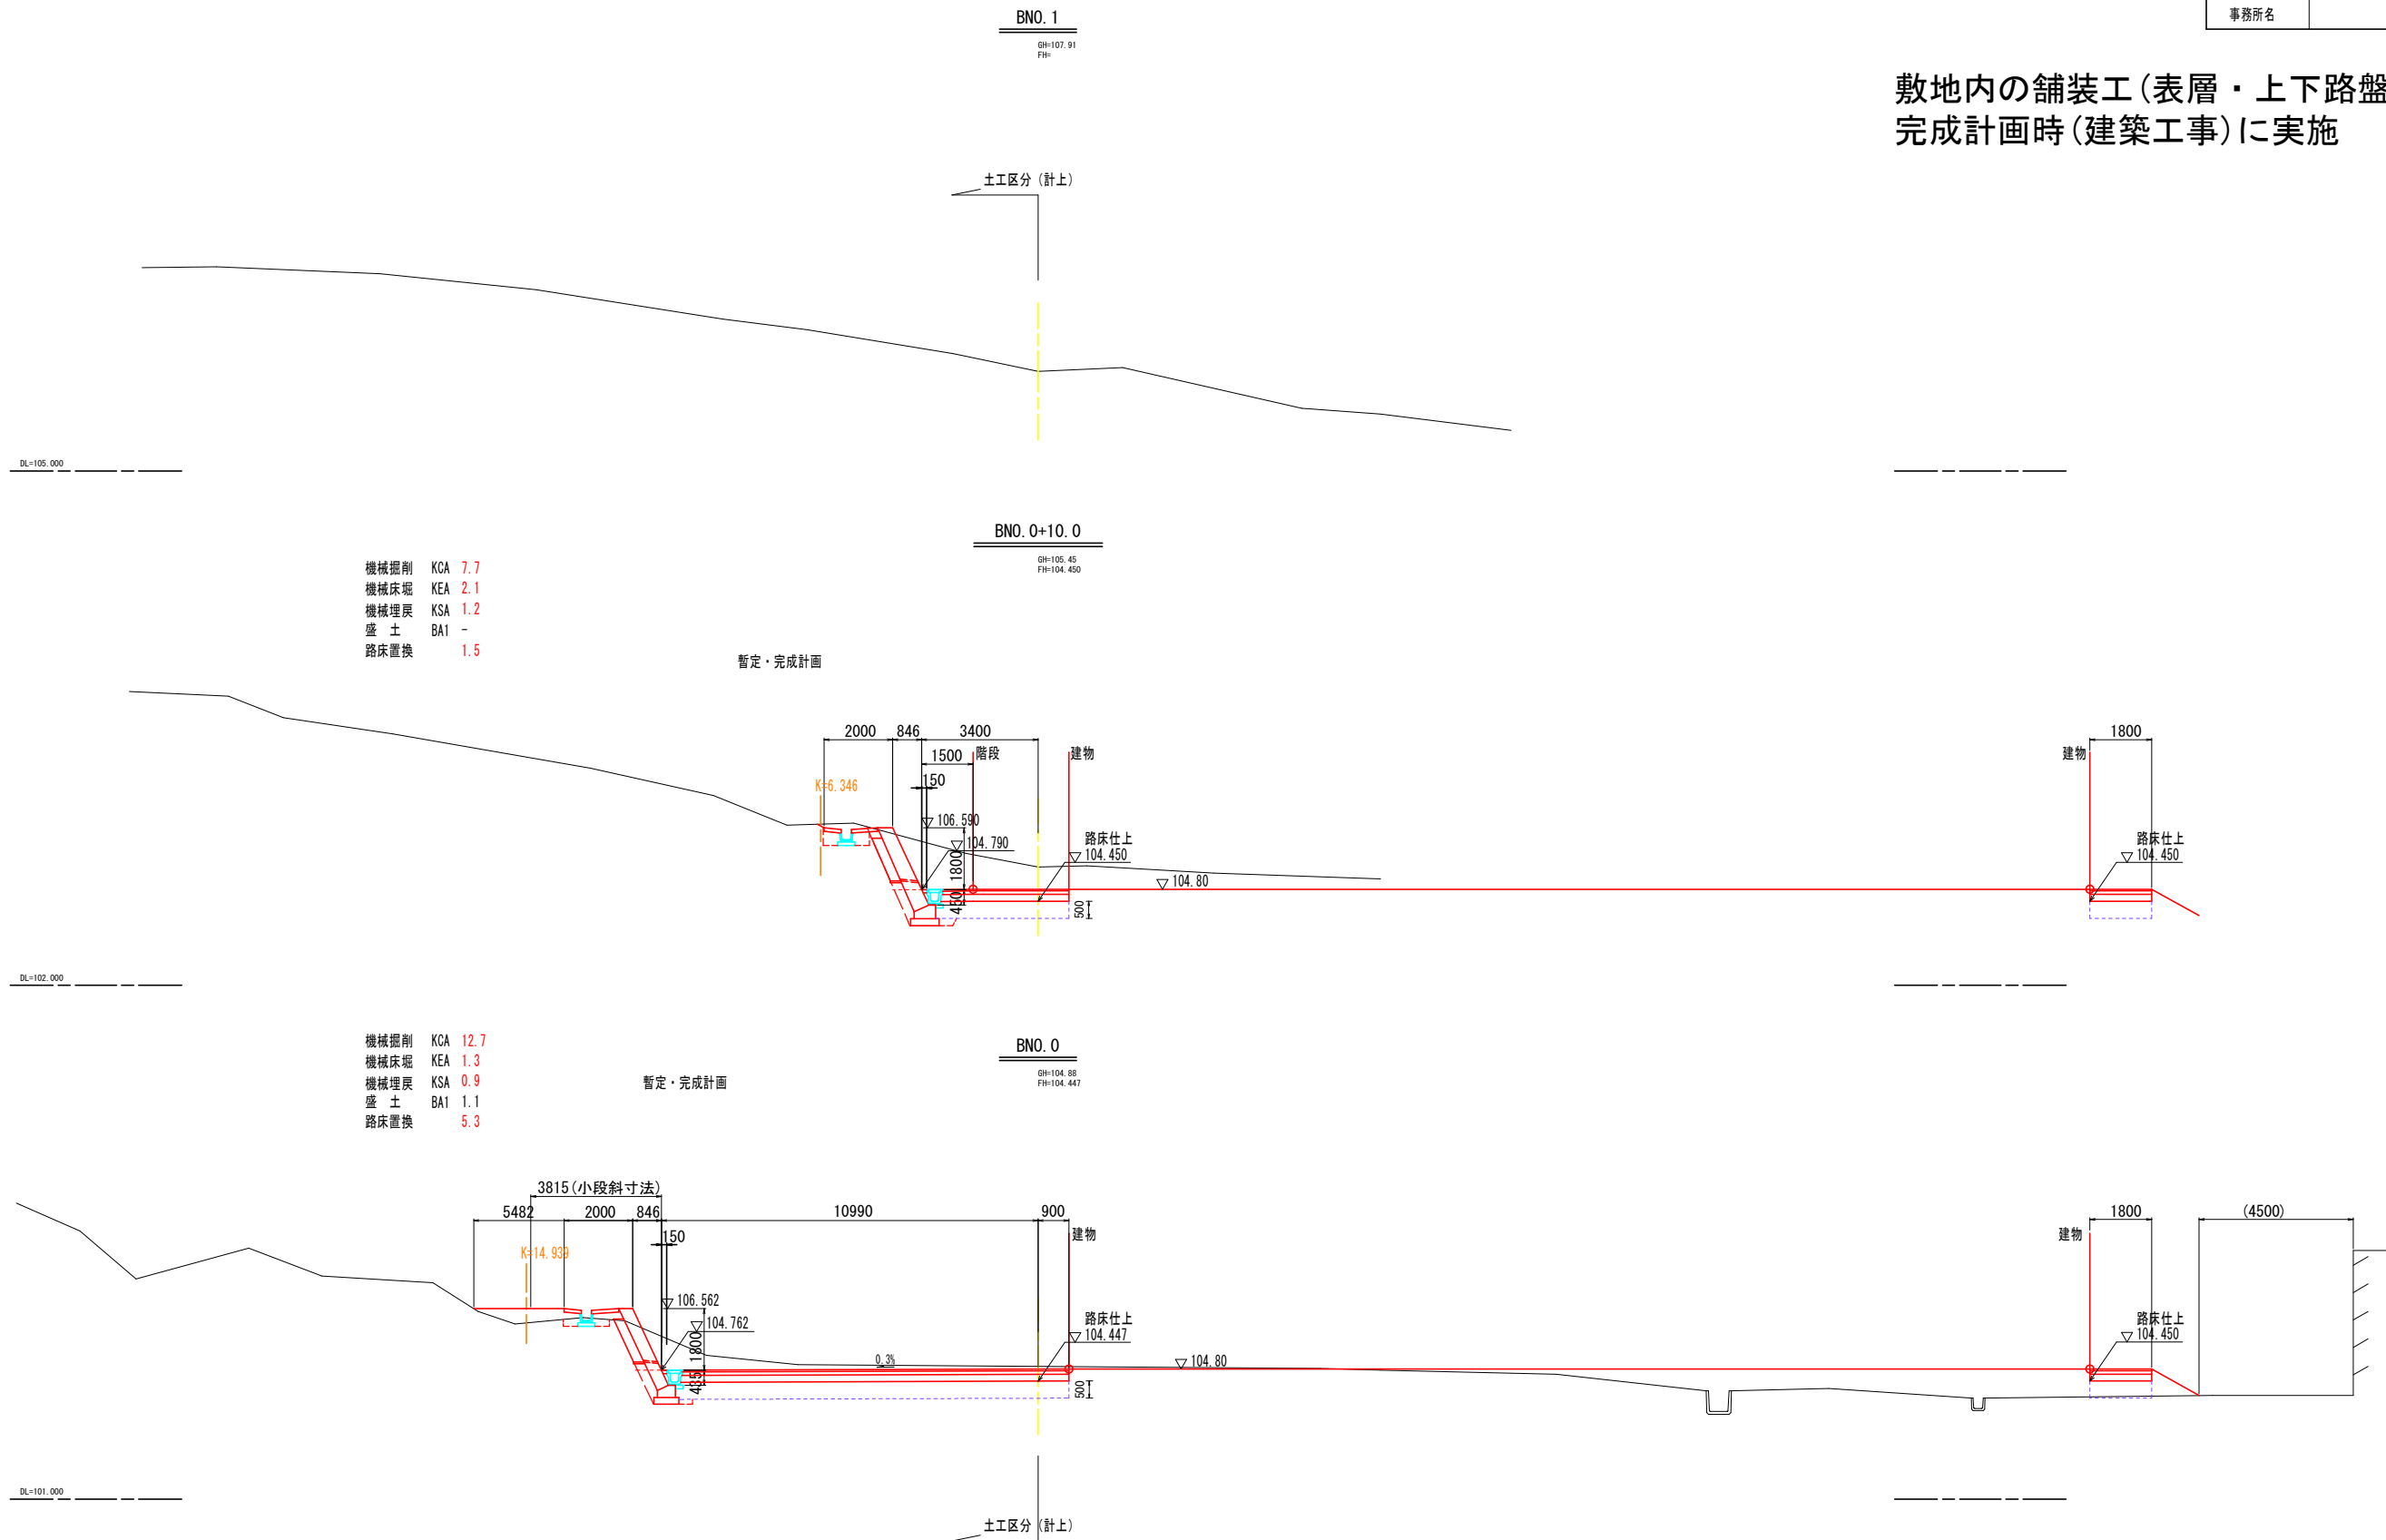 BNO. 1
GH=107.91
FH=
事務所名
敷地内の舗装工(表層・上下路盤
完成計画時(建築工事)に実施
土工区分 (計上)
DL=105.000
BNO. 0+10.0
GH=105.45
FH=104.450
機械掘削 KCA 7.7
機械床堀 KEA 2.1
機械埋戻 KSA 1.2
盛 土 BA1 -
路床置換 1.5
暫定・完成計画
2000 846 3400
1800
1500 階段 建物
建物
150
K=6.346
106.590
104.790
1800
450
路床仕上
104.450
104.80
500
路床仕上
104.450
DL=102.000
BNO. 0
GH=104.88
FH=104.447
機械掘削 KCA 12.7
機械床堀 KEA 1.3
機械埋戻 KSA 0.9
盛 土 BA1 1.1
路床置換 5.3
暫定・完成計画
3815(小段斜寸法)
5482 2000 846 10990 900
1800 (4500)
建物
建物
150
K=14.939
106.562
104.762
1800
435
0.3%
路床仕上
104.447
104.80
500
路床仕上
104.450
DL=101.000
土工区分 (計上)